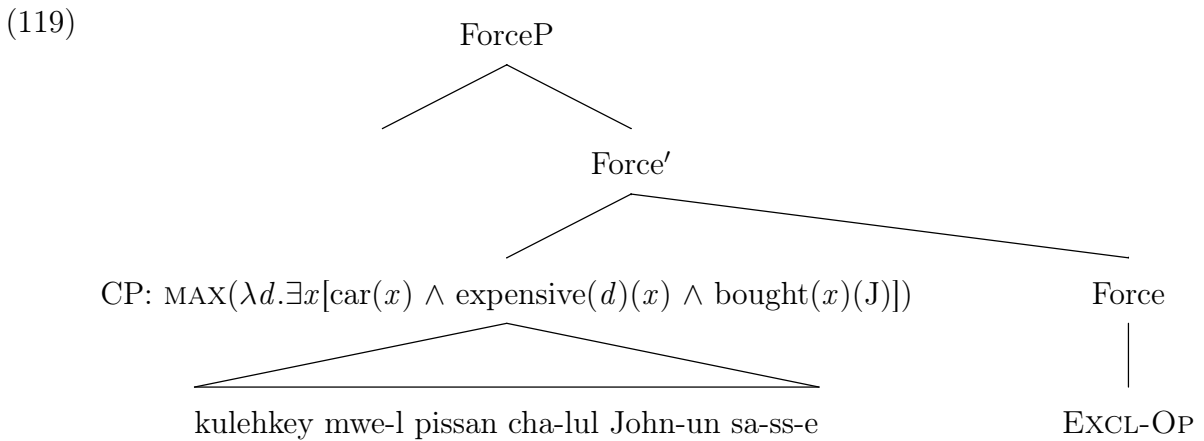 (119)
ForceP
Force′
CP: MAX(λd.∃x[car(x) ∧ expensive(d)(x) ∧ bought(x)(J)])
Force
kulehkey mwe-l pissan cha-lul John-un sa-ss-e
EXCL-OP